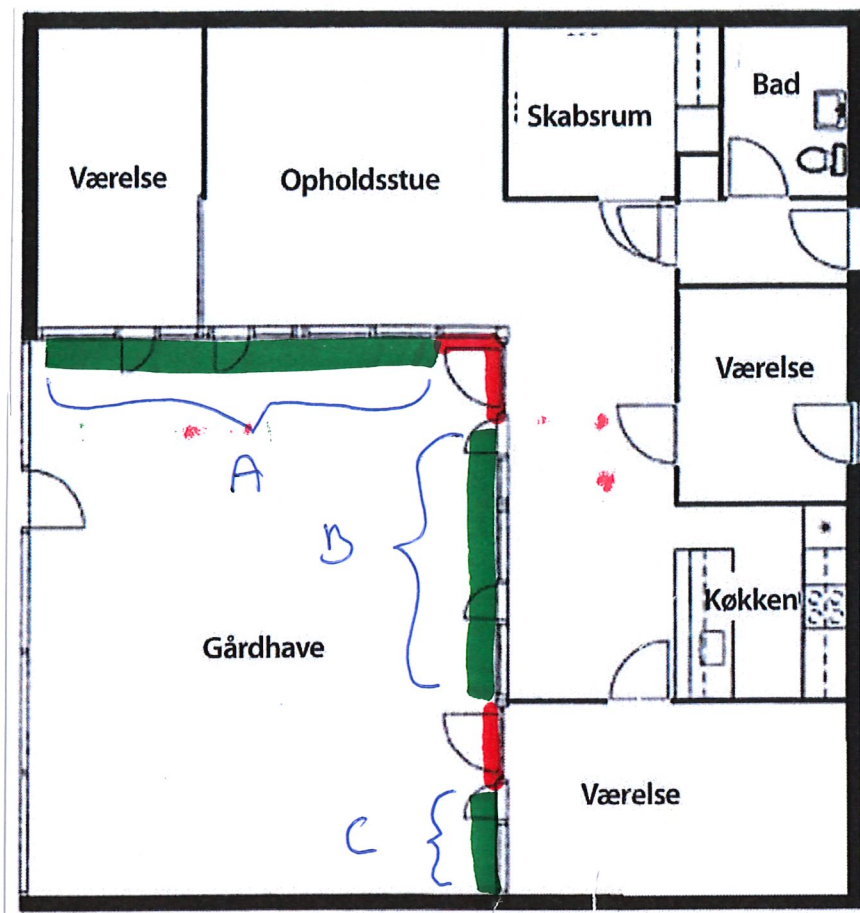 Bad
Skabsrum
Værelse
Opholdsstue
Værelse
A
B
Køkken
Gårdhave
Værelse
C